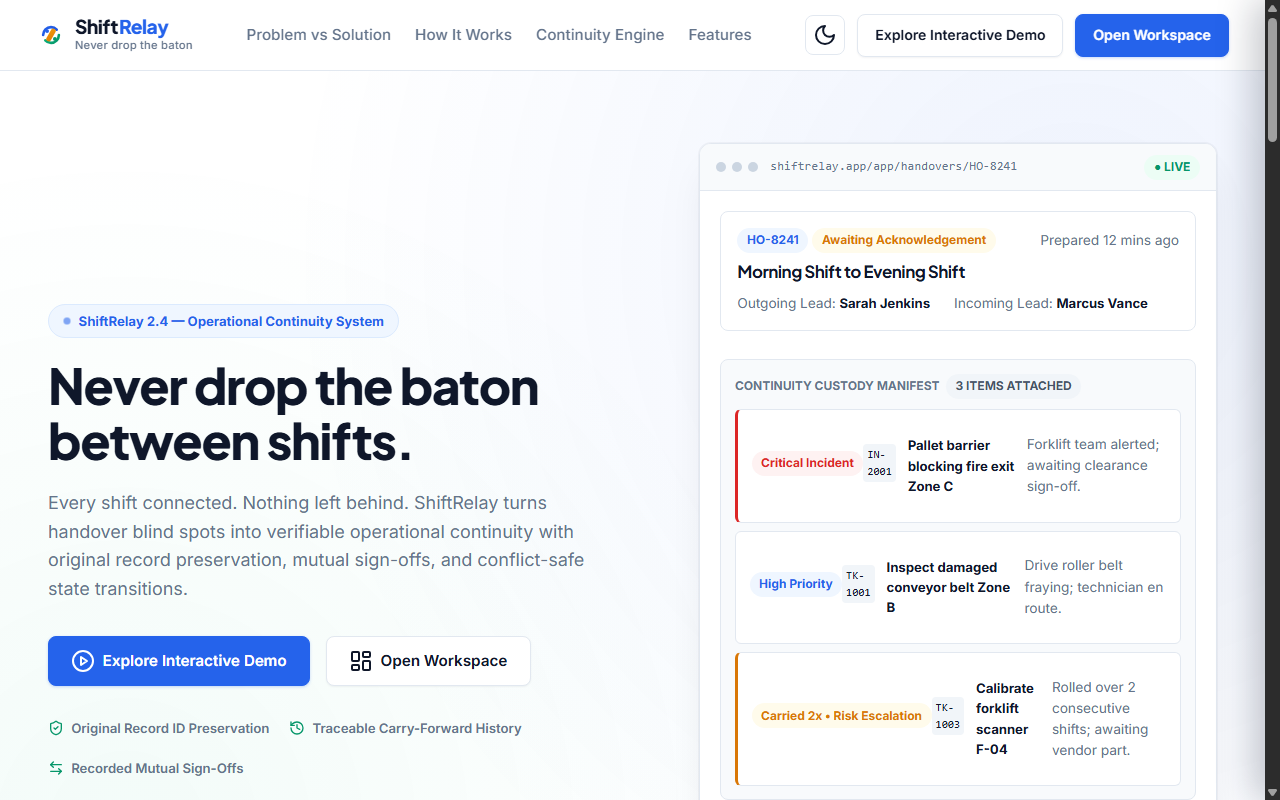 ShiftRelay
Never drop the baton
Problem vs Solution
How It Works
Continuity Engine
Features
Explore Interactive Demo
Open Workspace
ShiftRelay 2.4 — Operational Continuity System
Never drop the baton
between shifts.
Every shift connected. Nothing left behind. ShiftRelay turns
handover blind spots into verifiable operational continuity with
original record preservation, mutual sign-offs, and conflict-safe
state transitions.
Explore Interactive Demo
Open Workspace
Original Record ID Preservation
Traceable Carry-Forward History
Recorded Mutual Sign-Offs
shiftrelay.app/app/handovers/HO-8241
• LIVE
HO-8241
Awaiting Acknowledgement
Prepared 12 mins ago
Morning Shift to Evening Shift
Outgoing Lead: Sarah Jenkins
Incoming Lead: Marcus Vance
CONTINUITY CUSTODY MANIFEST
3 ITEMS ATTACHED
Critical Incident
IN-
2001
Pallet barrier
blocking fire exit
Zone C
Forklift team alerted;
awaiting clearance
sign-off.
High Priority
TK-
1001
Inspect damaged
conveyor belt Zone
B
Drive roller belt
fraying; technician en
route.
Carried 2x • Risk Escalation
TK-
1003
Calibrate
forklift
scanner
F-04
Rolled over 2
consecutive
shifts; awaiting
vendor part.